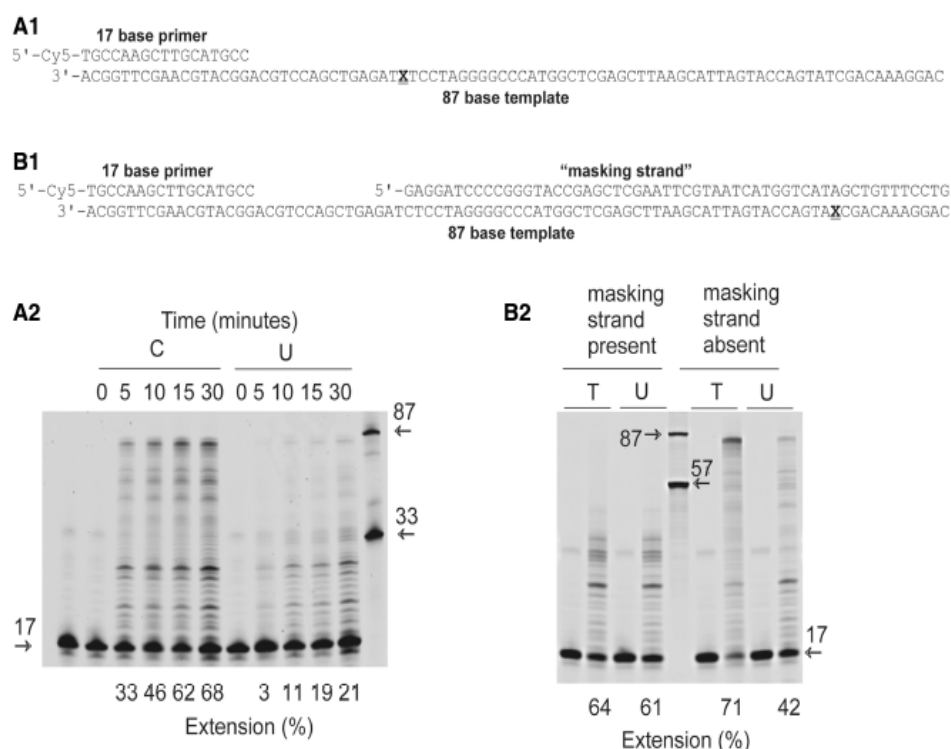 A1
17 base primer
5'-Cy5-TGCCAAGCTTGCATGCC
3'-ACGGTTCGAACGTACGGACGTCCAGCTGAGATXTCCTAGGGGCCCATGGCTCGAGCTTAAGCATTAGTACCAGTATCGACAAAGGAC
87 base template
B1
17 base primer "masking strand"
5'-Cy5-TGCCAAGCTTGCATGCC 5'-GAGGATCCCCGGGTACCGAGCTCGAATTCGTAATCATGGTCATAGCTGTTTCCTG
3'-ACGGTTCGAACGTACGGACGTCCAGCTGAGATCTCCTAGGGGCCCATGGCTCGAGCTTAAGCATTAGTACCAGTAXCGACAAAGGAC
87 base template
A2
Time (minutes)
C U
0 5 10 15 30 0 5 10 15 30
87
33
17
33 46 62 68 3 11 19 21
Extension (%)
B2
masking strand present
masking strand absent
T U T U
87
57
17
64 61 71 42
Extension (%)